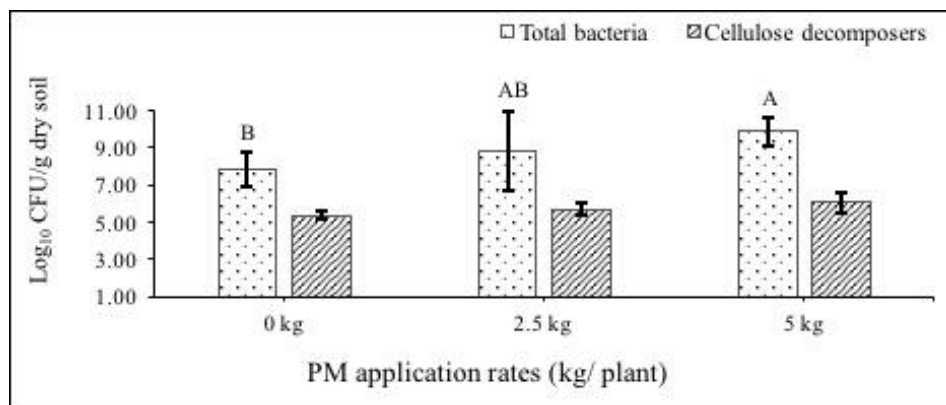 Total bacteria Cellulose decomposers
Log₁₀ CFU/g dry soil
11.00
9.00
7.00
5.00
3.00
1.00
B
AB
A
0 kg 2.5 kg 5 kg
PM application rates (kg/ plant)